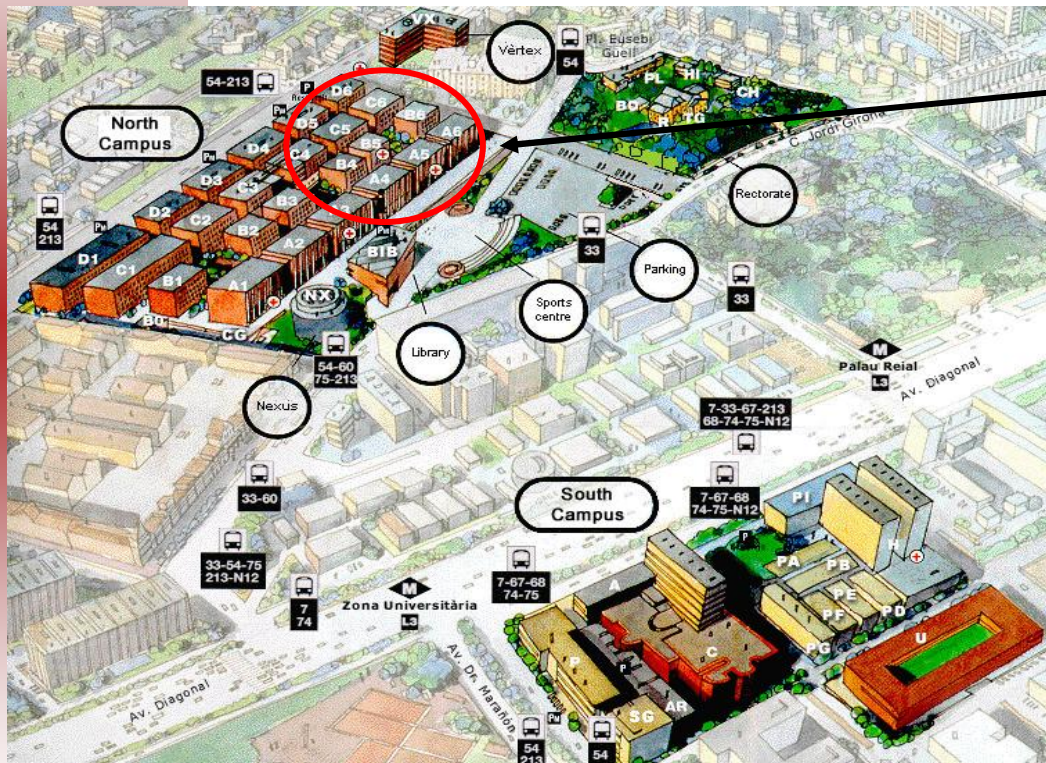 VX
Vèrtex
Pl. Eusebi
Güell
54
54-213
P
North
Campus
D6
C6
B6
A6
D5
C5
B5
A5
D4
C4
B4
A4
D3
C3
B3
A3
D2
C2
B2
A2
D1
C1
B1
A1
PL
HI
BO
CH
R
TG
C. Jordi Girona
Rectorate
54
213
BIB
NX
CG
33
Parking
33
Sports
centre
Library
Nexus
54-60
75-213
M
Palau Reial
L3
Av. Diagonal
7-33-67-213
68-74-75-N12
33-60
South
Campus
7-67-68
74-75-N12
33-54-75
213-N12
7
74
M
Zona Universitària
L3
7-67-68
74-75
Av. Diagonal
Av. Dr. Marañón
P
PI
H
PA
PB
PE
PF
PD
PG
U
A
C
P
P
AR
SG
54
213
54